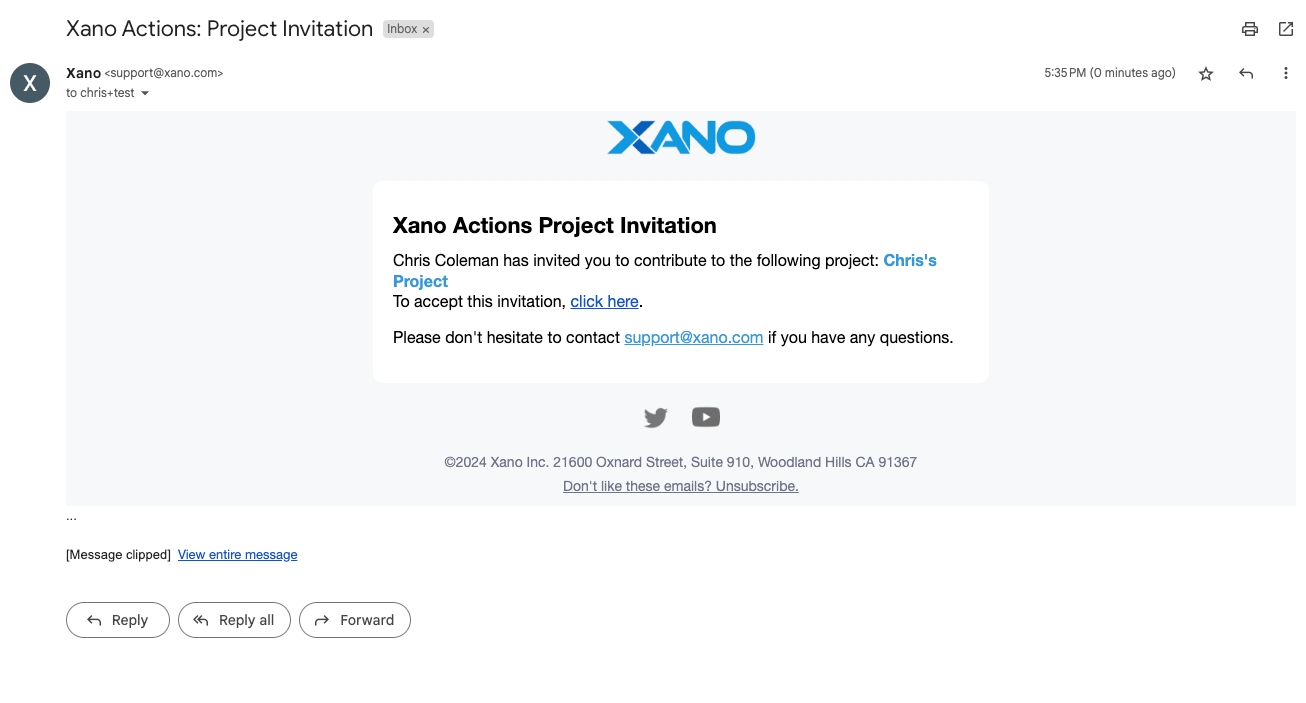 Xano Actions: Project Invitation Inbox ×
X
Xano <support@xano.com> 5:35 PM (0 minutes ago)
to chris+test
XANO
Xano Actions Project Invitation
Chris Coleman has invited you to contribute to the following project: Chris's
Project
To accept this invitation, click here.
Please don't hesitate to contact support@xano.com if you have any questions.
©2024 Xano Inc. 21600 Oxnard Street, Suite 910, Woodland Hills CA 91367
Don't like these emails? Unsubscribe.
...
[Message clipped] View entire message
Reply Reply all Forward